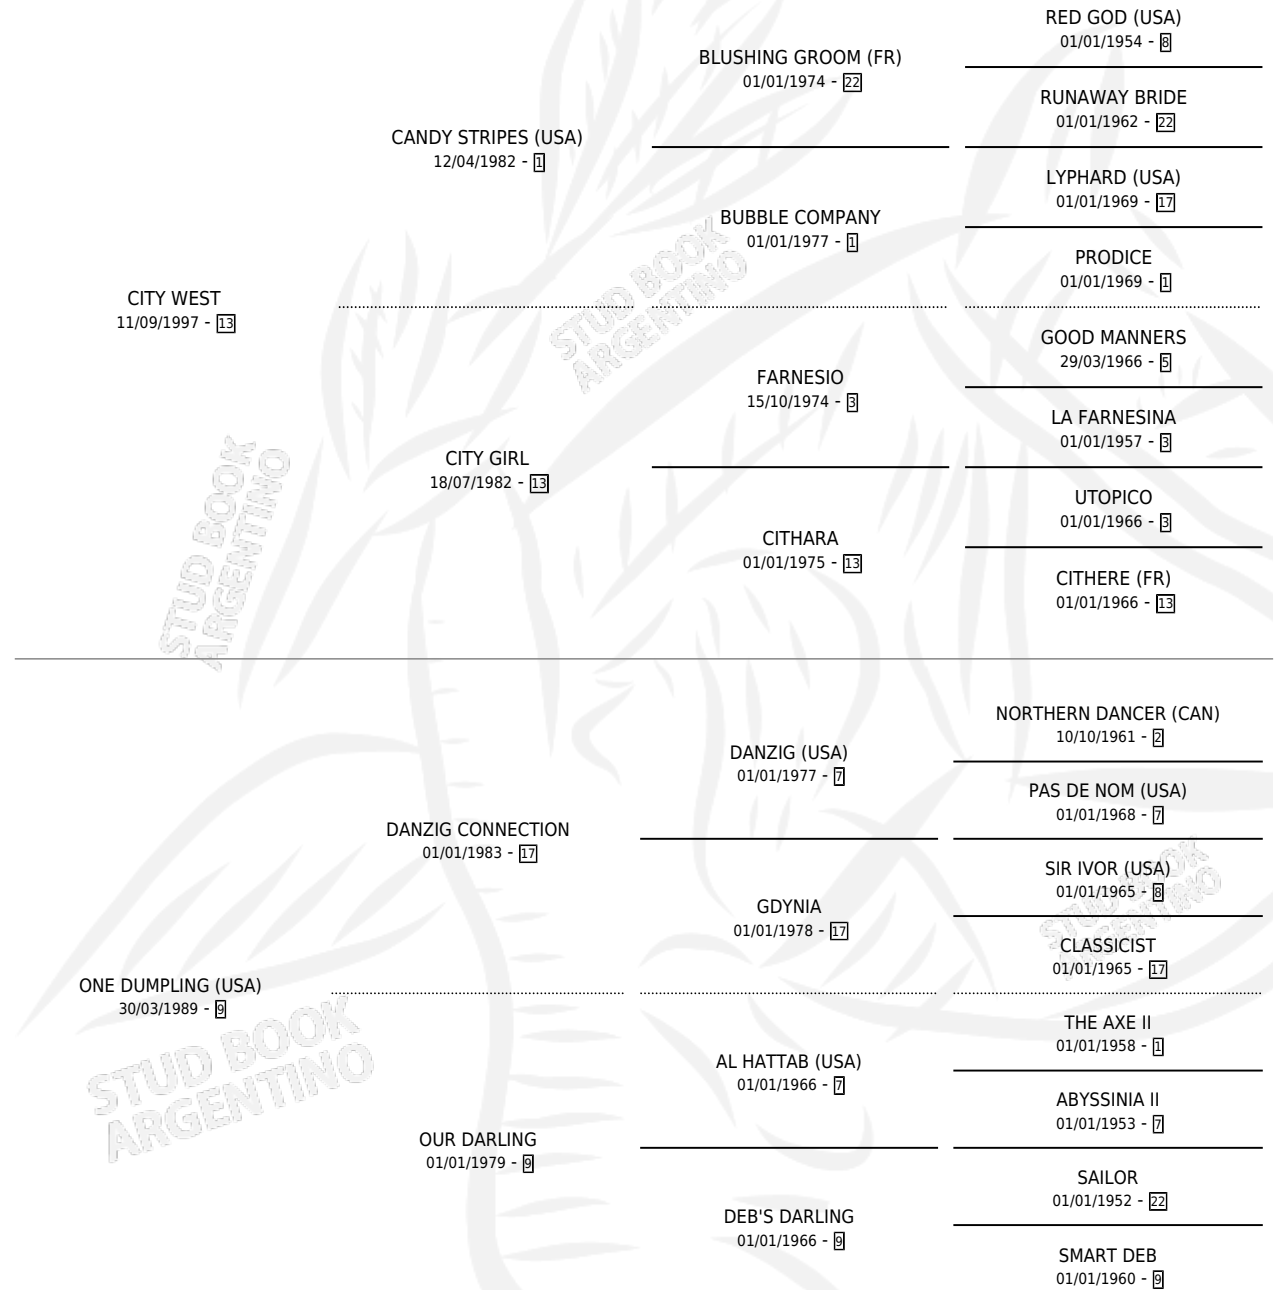 RED GOD (USA)
01/01/1954 - 8
BLUSHING GROOM (FR)
01/01/1974 - 22
RUNAWAY BRIDE
01/01/1962 - 22
CANDY STRIPES (USA)
12/04/1982 - 1
LYPHARD (USA)
01/01/1969 - 17
BUBBLE COMPANY
01/01/1977 - 1
PRODICE
01/01/1969 - 1
CITY WEST
11/09/1997 - 13
STUD BOOK
ARGENTINO
GOOD MANNERS
29/03/1966 - 5
FARNESIO
15/10/1974 - 3
LA FARNESINA
01/01/1957 - 3
CITY GIRL
18/07/1982 - 13
UTOPICO
01/01/1966 - 3
CITHARA
01/01/1975 - 13
CITHERE (FR)
01/01/1966 - 13
STUD BOOK
ARGENTINO
NORTHERN DANCER (CAN)
10/10/1961 - 2
DANZIG (USA)
01/01/1977 - 7
PAS DE NOM (USA)
01/01/1968 - 7
DANZIG CONNECTION
01/01/1983 - 17
SIR IVOR (USA)
01/01/1965 - 8
GDYNIA
01/01/1978 - 17
STUD BOOK
ARGENTINO
CLASSICIST
01/01/1965 - 17
ONE DUMPLING (USA)
30/03/1989 - 9
STUD BOOK
ARGENTINO
THE AXE II
01/01/1958 - 1
AL HATTAB (USA)
01/01/1966 - 7
ABYSSINIA II
01/01/1953 - 7
OUR DARLING
01/01/1979 - 9
SAILOR
01/01/1952 - 22
DEB'S DARLING
01/01/1966 - 9
SMART DEB
01/01/1960 - 9